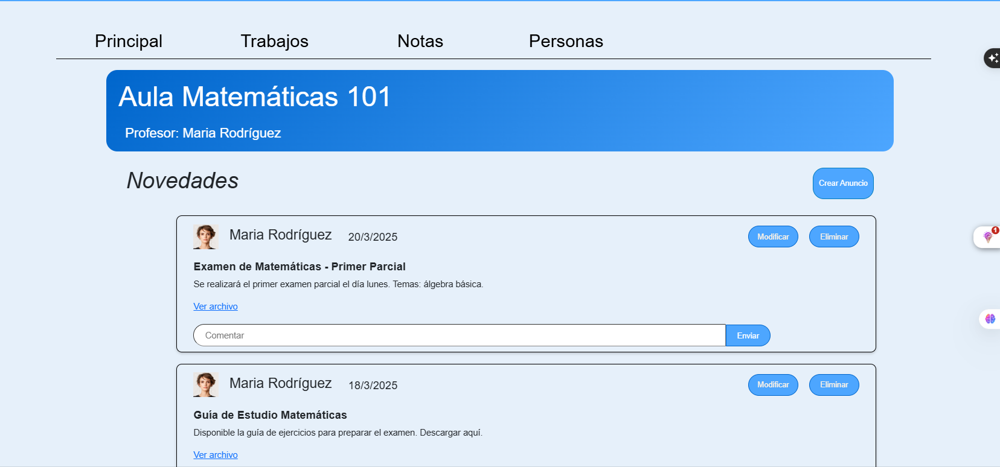 Principal Trabajos Notas Personas
Aula Matemáticas 101
Profesor: Maria Rodríguez
Novedades
Crear Anuncio
Maria Rodríguez 20/3/2025 Modificar Eliminar
1
Examen de Matemáticas - Primer Parcial
Se realizará el primer examen parcial el día lunes. Temas: álgebra básica.
Ver archivo
Comentar Enviar
Maria Rodríguez 18/3/2025 Modificar Eliminar
Guía de Estudio Matemáticas
Disponible la guía de ejercicios para preparar el examen. Descargar aquí.
Ver archivo